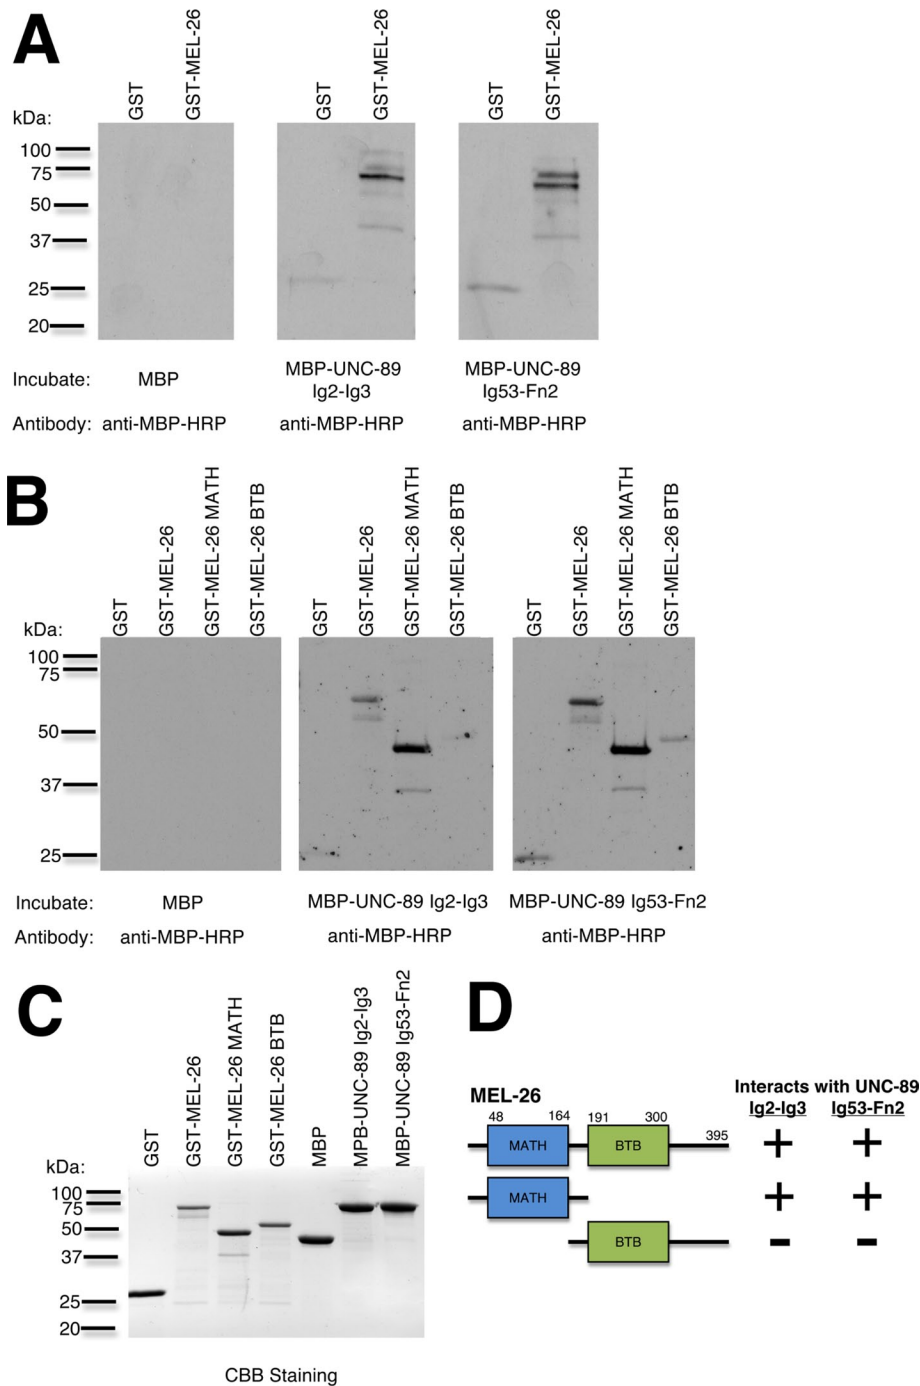 A
GST
GST-MEL-26
GST
GST-MEL-26
GST
GST-MEL-26
kDa:
100
75
50
37
25
20
Incubate: MBP MBP-UNC-89 Ig2-Ig3 MBP-UNC-89 Ig53-Fn2
Antibody: anti-MBP-HRP anti-MBP-HRP anti-MBP-HRP
B
GST
GST-MEL-26
GST-MEL-26 MATH
GST-MEL-26 BTB
GST
GST-MEL-26
GST-MEL-26 MATH
GST-MEL-26 BTB
GST
GST-MEL-26
GST-MEL-26 MATH
GST-MEL-26 BTB
kDa:
100
75
50
37
25
Incubate: MBP MBP-UNC-89 Ig2-Ig3 MBP-UNC-89 Ig53-Fn2
Antibody: anti-MBP-HRP anti-MBP-HRP anti-MBP-HRP
C
GST
GST-MEL-26
GST-MEL-26 MATH
GST-MEL-26 BTB
MBP
MPB-UNC-89 Ig2-Ig3
MBP-UNC-89 Ig53-Fn2
kDa:
100
75
50
37
25
20
CBB Staining
D
Interacts with UNC-89
MEL-26 Ig2-Ig3 Ig53-Fn2
48 164 191 300 395
MATH BTB + +
MATH + +
BTB - -